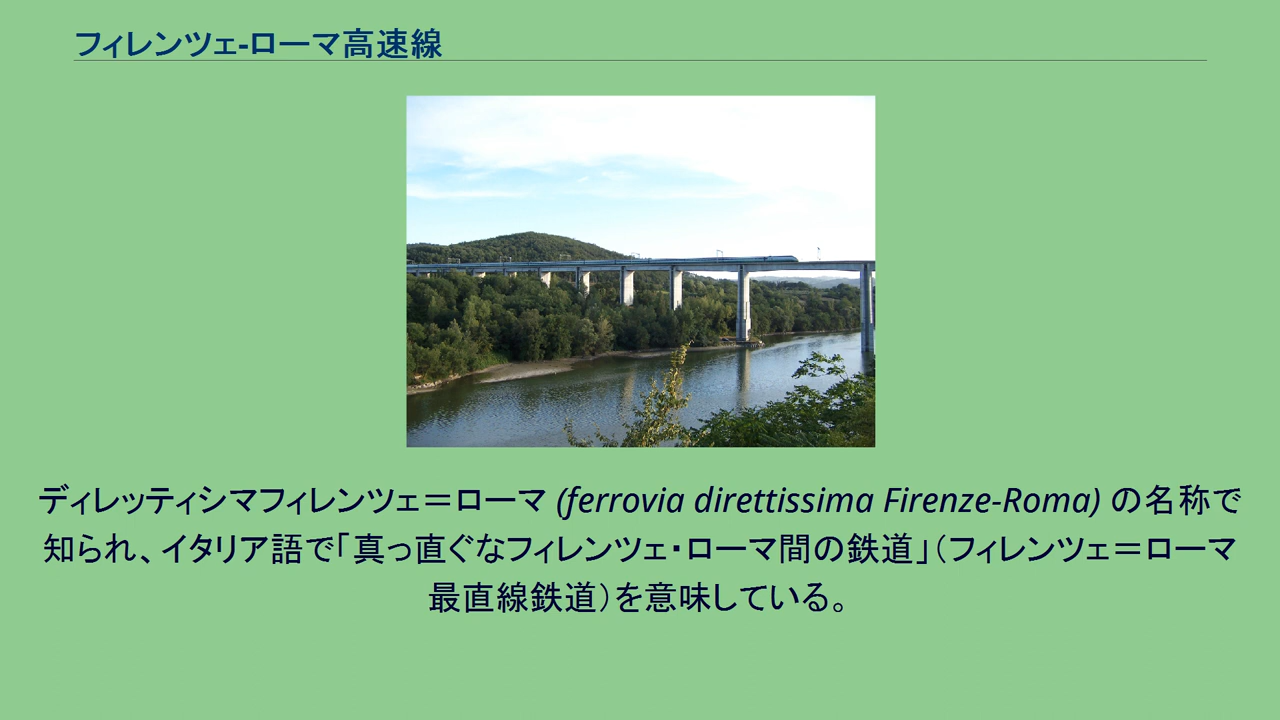 フィレンツェ-ローマ高速線
ディレッティシマフィレンツェ＝ローマ (ferrovia direttissima Firenze-Roma) の名称で
知られ、イタリア語で「真っ直ぐなフィレンツェ・ローマ間の鉄道」（フィレンツェ＝ローマ
最直線鉄道）を意味している。